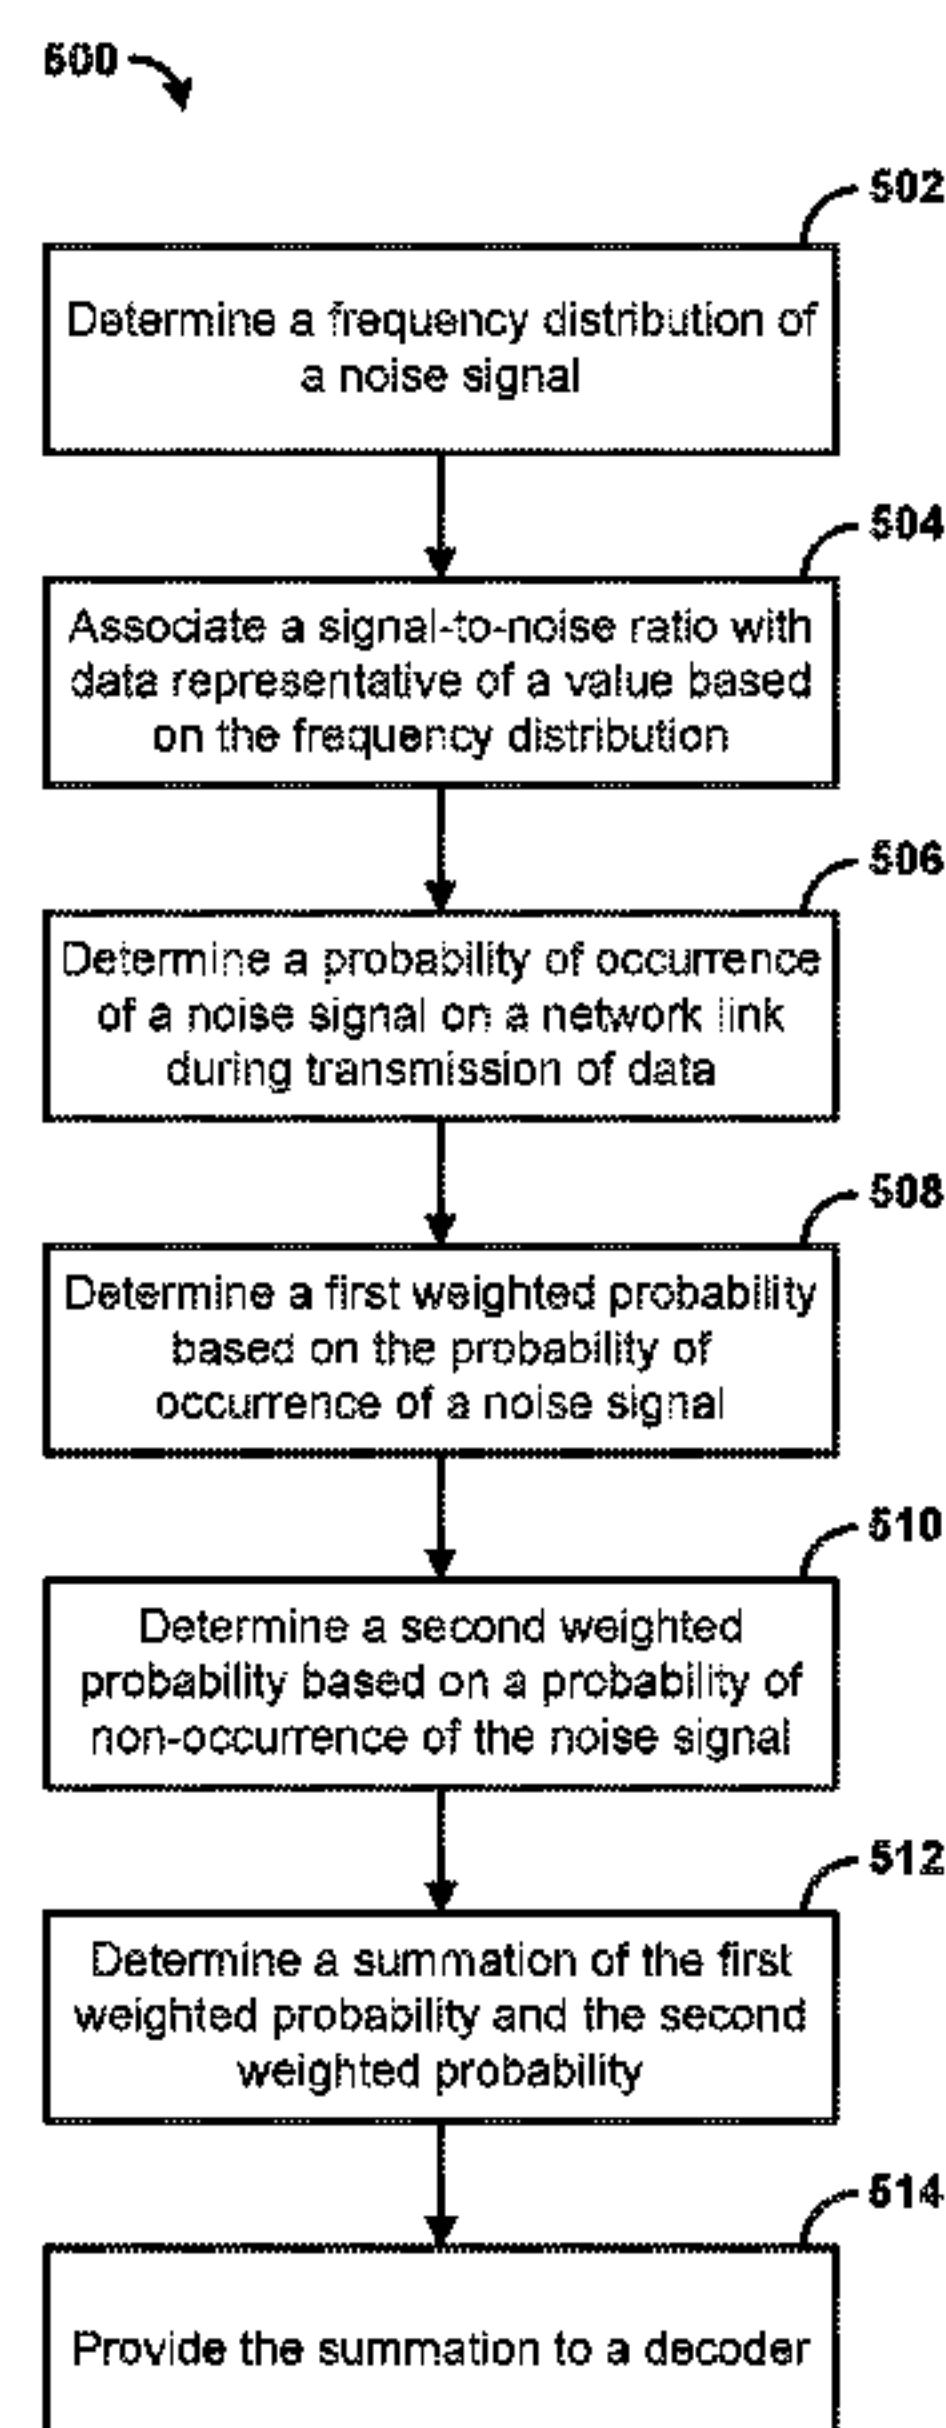 500
502
Determine a frequency distribution of
a noise signal
504
Associate a signal-to-noise ratio with
data representative of a value based
on the frequency distribution
506
Determine a probability of occurrence
of a noise signal on a network link
during transmission of data
508
Determine a first weighted probability
based on the probability of
occurrence of a noise signal
510
Determine a second weighted
probability based on a probability of
non-occurrence of the noise signal
512
Determine a summation of the first
weighted probability and the second
weighted probability
514
Provide the summation to a decoder